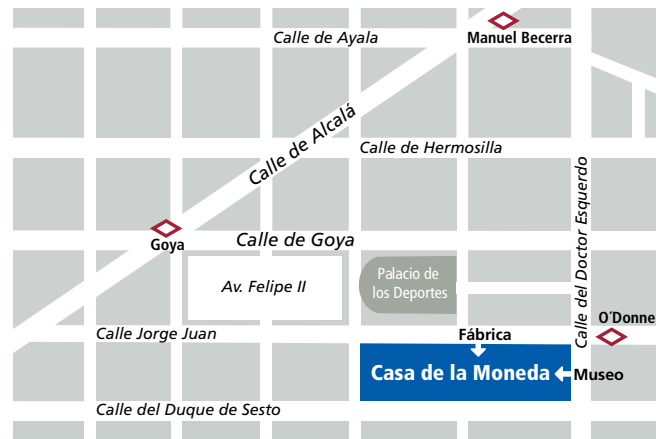 Calle de Ayala
Manuel Becerra
Calle de Alcalá
Calle de Hermosilla
Calle del Doctor Esquerdo
Goya
Calle de Goya
Av. Felipe II
Palacio de
los Deportes
O´Donne
Calle Jorge Juan
Fábrica
Casa de la Moneda
Museo
Calle del Duque de Sesto